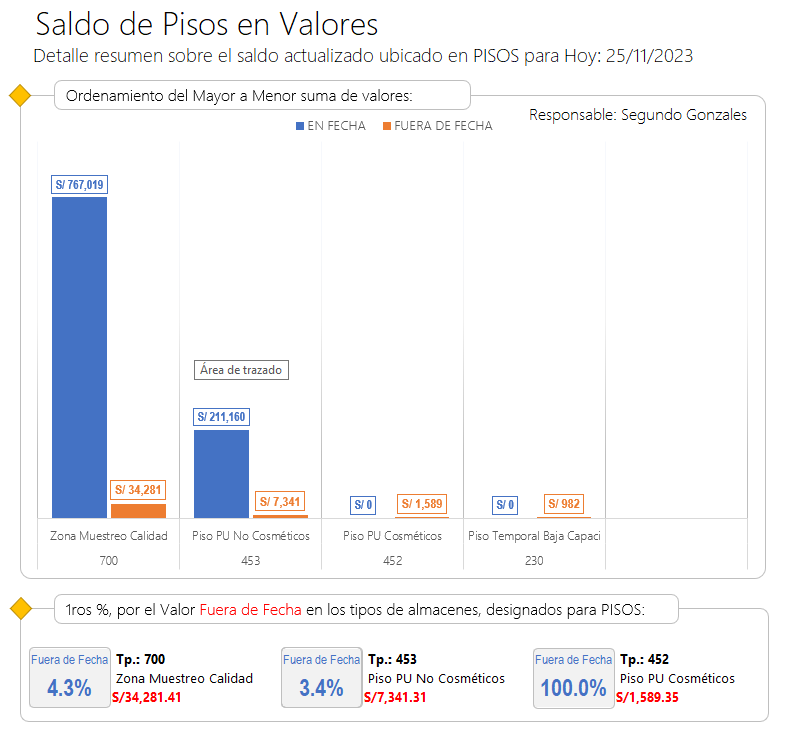 Saldo de Pisos en Valores
Detalle resumen sobre el saldo actualizado ubicado en PISOS para Hoy: 25/11/2023
Ordenamiento del Mayor a Menor suma de valores:
Responsable: Segundo Gonzales
EN FECHA FUERA DE FECHA
S/ 767,019
Área de trazado
S/ 211,160
S/ 34,281
S/ 7,341
S/ 0
S/ 1,589
S/ 0
S/ 982
Zona Muestreo Calidad
Piso PU No Cosméticos
Piso PU Cosméticos
Piso Temporal Baja Capaci
700
453
452
230
1ros %, por el Valor Fuera de Fecha en los tipos de almacenes, designados para PISOS:
Fuera de Fecha
4.3%
Tp.: 700
Zona Muestreo Calidad
S/34,281.41
Fuera de Fecha
3.4%
Tp.: 453
Piso PU No Cosméticos
S/7,341.31
Fuera de Fecha
100.0%
Tp.: 452
Piso PU Cosméticos
S/1,589.35